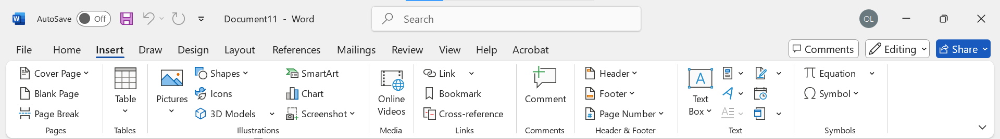 AutoSave Off Document11 - Word Search OL
File Home Insert Draw Design Layout References Mailings Review View Help Acrobat Comments Editing Share
Cover Page
Blank Page
Page Break
Pages
Table
Tables
Pictures
Shapes
Icons
3D Models
SmartArt
Chart
Screenshot
Illustrations
Online
Videos
Media
Link
Bookmark
Cross-reference
Links
Comment
Comments
Header
Footer
Page Number
Header & Footer
Text
Box
Text
Equation
Symbol
Symbols